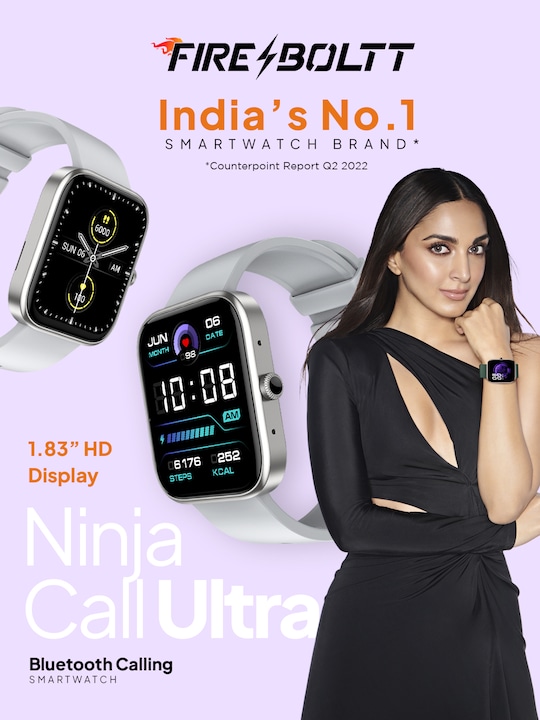 FIRE BOLTT
India's No.1
SMARTWATCH BRAND*
*Counterpoint Report Q2 2022
6000
SUN 06 AM
JUN 06
MONTH DATE
98
10:08
AM
6176 252
STEPS KCAL
1.83” HD
Display
Ninja
Call Ultra
Bluetooth Calling
SMARTWATCH